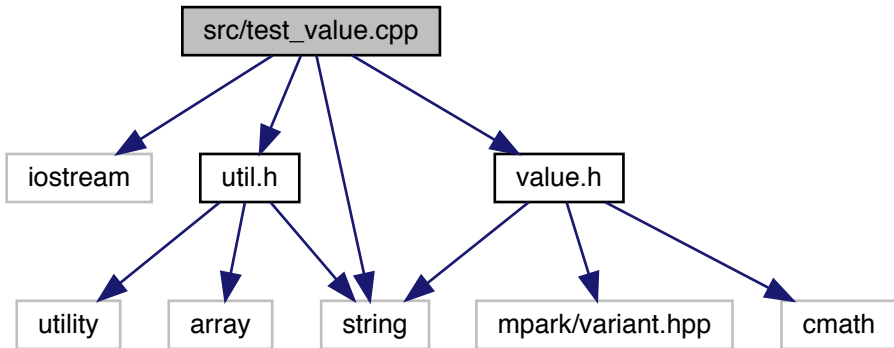 src/test_value.cpp
iostream
util.h
value.h
utility
array
string
mpark/variant.hpp
cmath